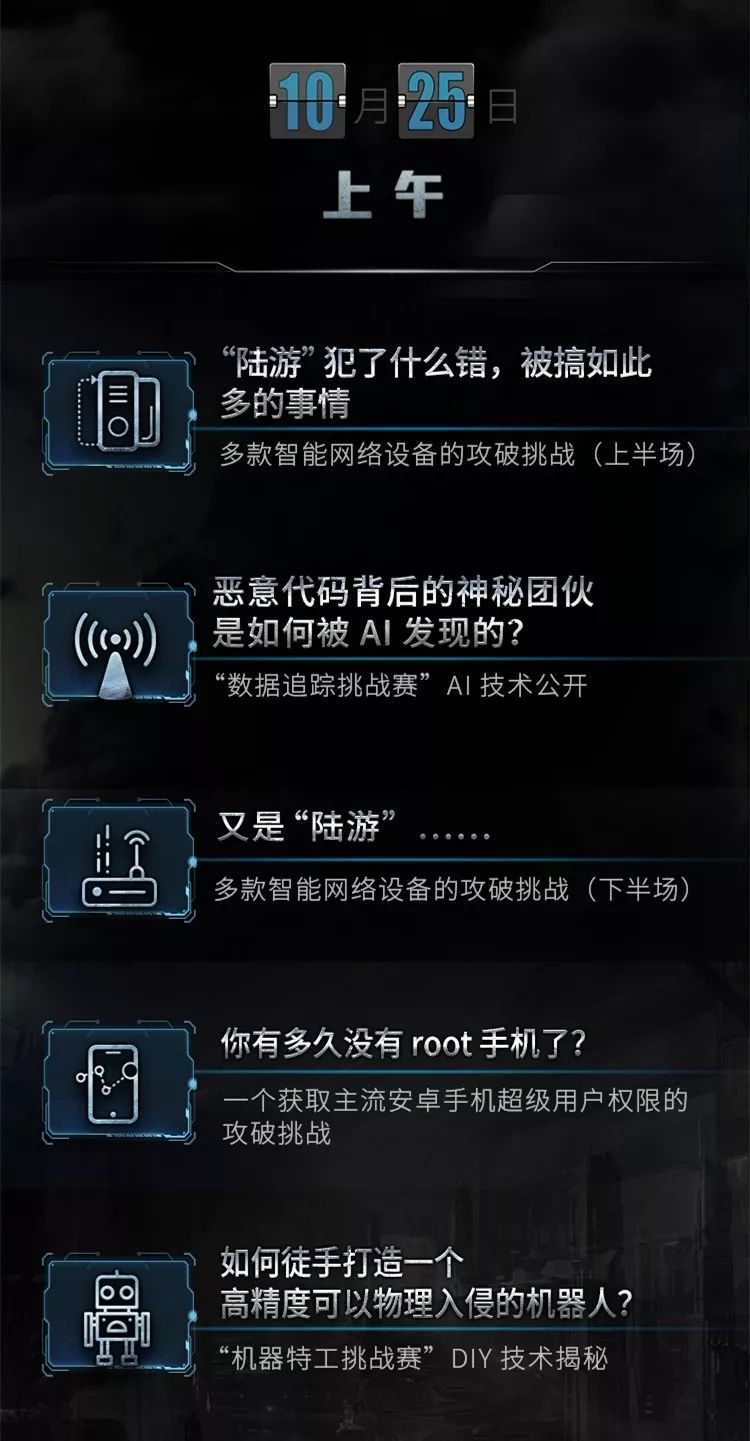 10月25日
上午
“陆游”犯了什么错，被搞如此
多的事情
多款智能网络设备的攻破挑战（上半场）
恶意代码背后的神秘团伙
是如何被 AI 发现的？
“数据追踪挑战赛”AI 技术公开
又是“陆游”……
多款智能网络设备的攻破挑战（下半场）
你有多久没有 root 手机了？
一个获取主流安卓手机超级用户权限的
攻破挑战
如何徒手打造一个
高精度可以物理入侵的机器人？
“机器特工挑战赛”DIY 技术揭秘